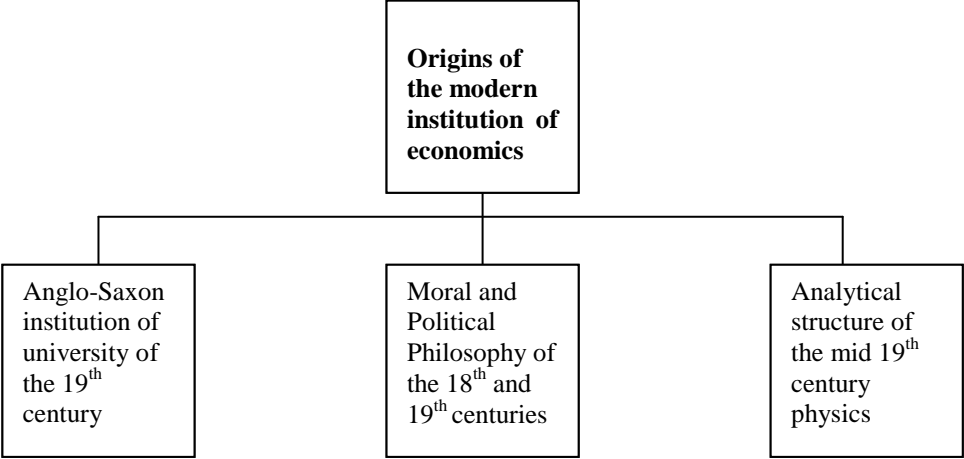 Origins of
the modern
institution of
economics
Anglo-Saxon
institution of
university of
the 19th
century
Moral and
Political
Philosophy of
the 18th and
19th centuries
Analytical
structure of
the mid 19th
century
physics